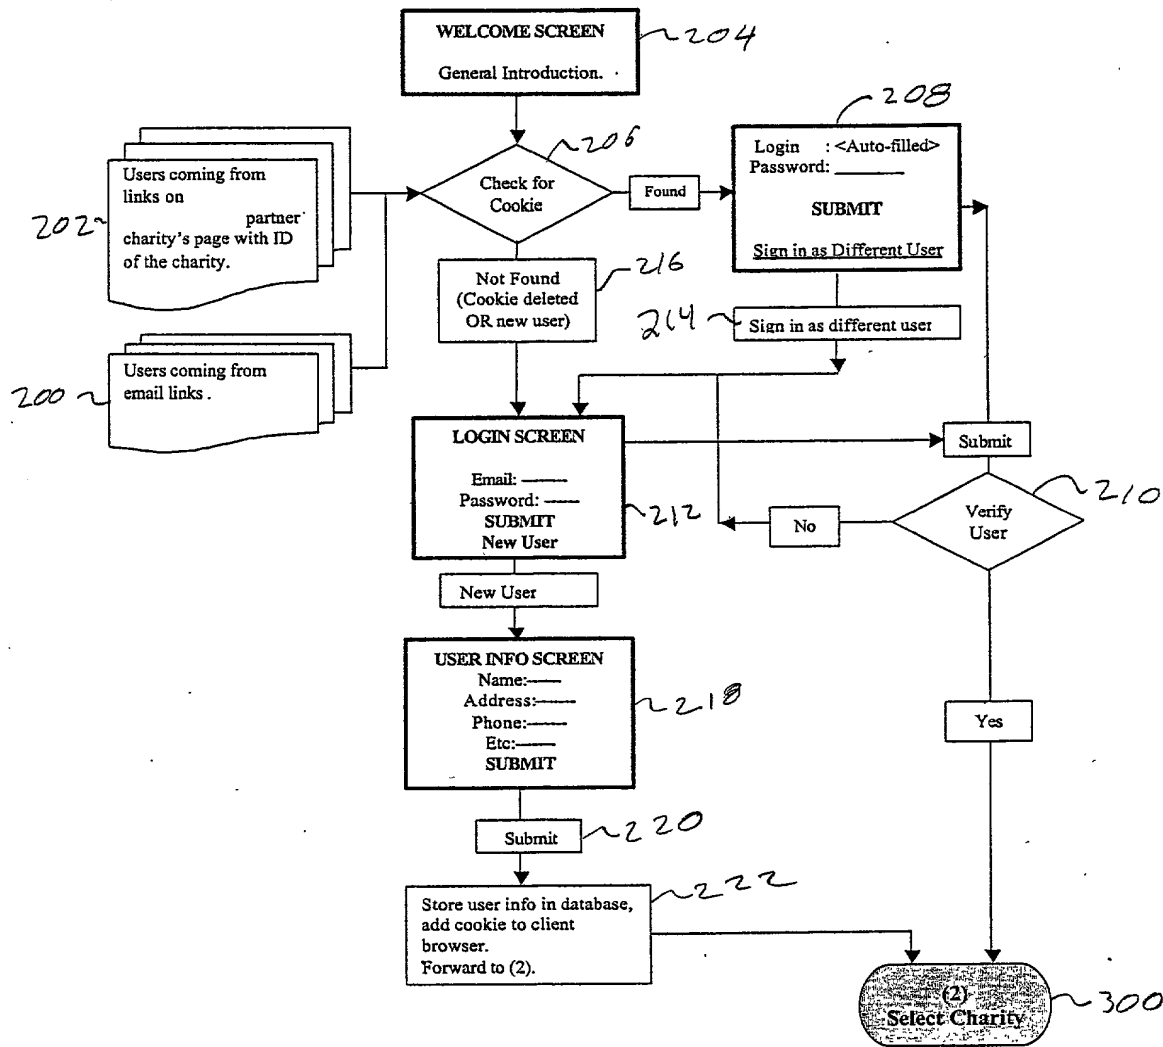 WELCOME SCREEN
General Introduction.
204
208
Users coming from
links on
partner
charity's page with ID
of the charity.
202
Check for
Cookie
206
Found
Login : <Auto-filled>
Password:
SUBMIT
Sign in as Different User
Not Found
(Cookie deleted
OR new user)
216
214
Sign in as different user
Users coming from
email links .
200
LOGIN SCREEN
Email:
Password:
SUBMIT
New User
212
Submit
Verify
User
210
No
New User
USER INFO SCREEN
Name:
Address:
Phone:
Etc:
SUBMIT
218
Yes
Submit
220
Store user info in database,
add cookie to client
browser.
Forward to (2).
222
(2)
Select Charity
300